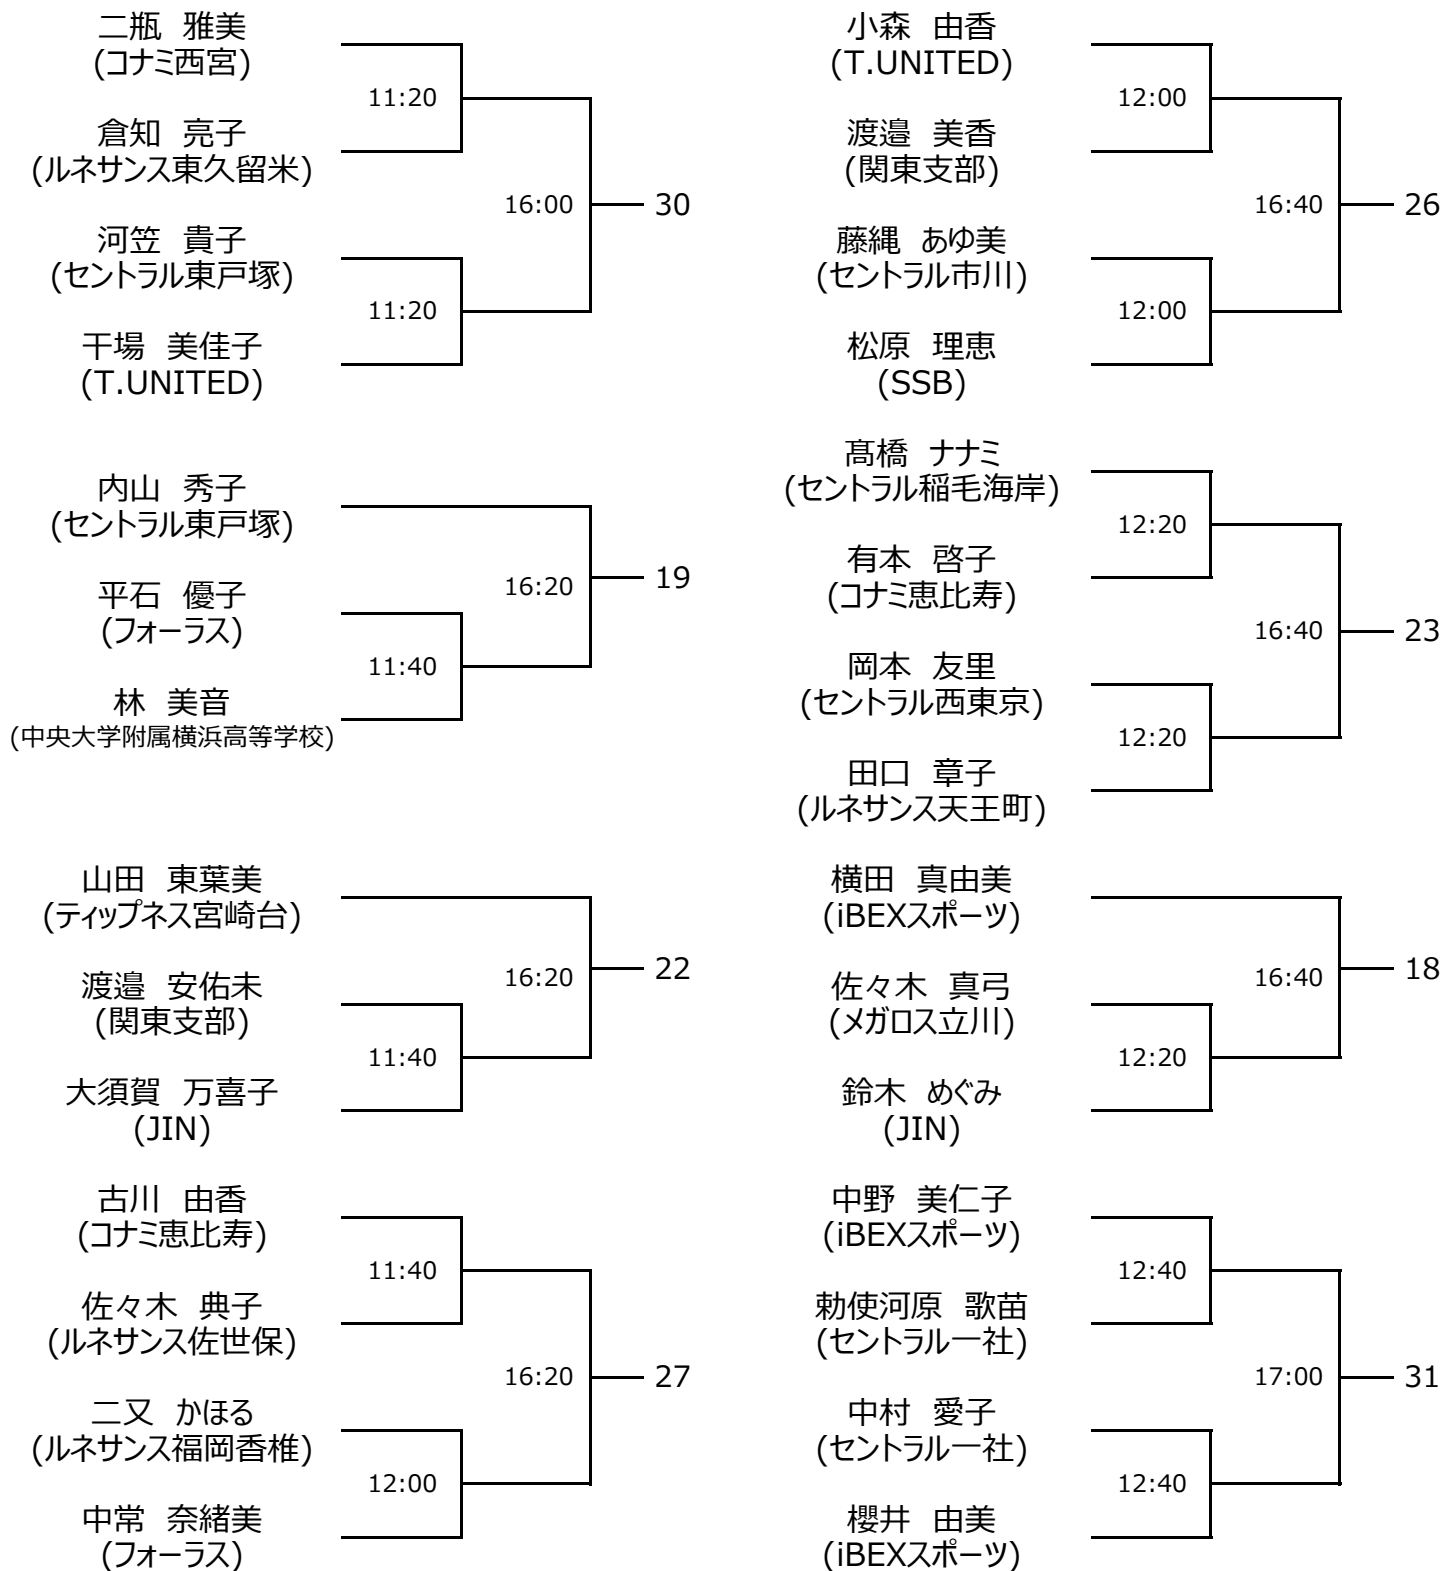 二瓶 雅美
(コナミ西宮)
11:20
倉知 亮子
(ルネサンス東久留米)
16:00
30
河笠 貴子
(セントラル東戸塚)
11:20
干場 美佳子
(T.UNITED)
内山 秀子
(セントラル東戸塚)
16:20
19
平石 優子
(フォーラス)
11:40
林 美音
(中央大学附属横浜高等学校)
山田 東葉美
(ティップネス宮崎台)
16:20
22
渡邉 安佑未
(関東支部)
11:40
大須賀 万喜子
(JIN)
古川 由香
(コナミ恵比寿)
11:40
佐々木 典子
(ルネサンス佐世保)
16:20
27
二又 かほる
(ルネサンス福岡香椎)
12:00
中常 奈緒美
(フォーラス)
小森 由香
(T.UNITED)
12:00
渡邉 美香
(関東支部)
16:40
26
藤縄 あゆ美
(セントラル市川)
12:00
松原 理恵
(SSB)
髙橋 ナナミ
(セントラル稲毛海岸)
12:20
有本 啓子
(コナミ恵比寿)
16:40
23
岡本 友里
(セントラル西東京)
12:20
田口 章子
(ルネサンス天王町)
横田 真由美
(iBEXスポーツ)
16:40
18
佐々木 真弓
(メガロス立川)
12:20
鈴木 めぐみ
(JIN)
中野 美仁子
(iBEXスポーツ)
12:40
勅使河原 歌苗
(セントラル一社)
17:00
31
中村 愛子
(セントラル一社)
12:40
櫻井 由美
(iBEXスポーツ)